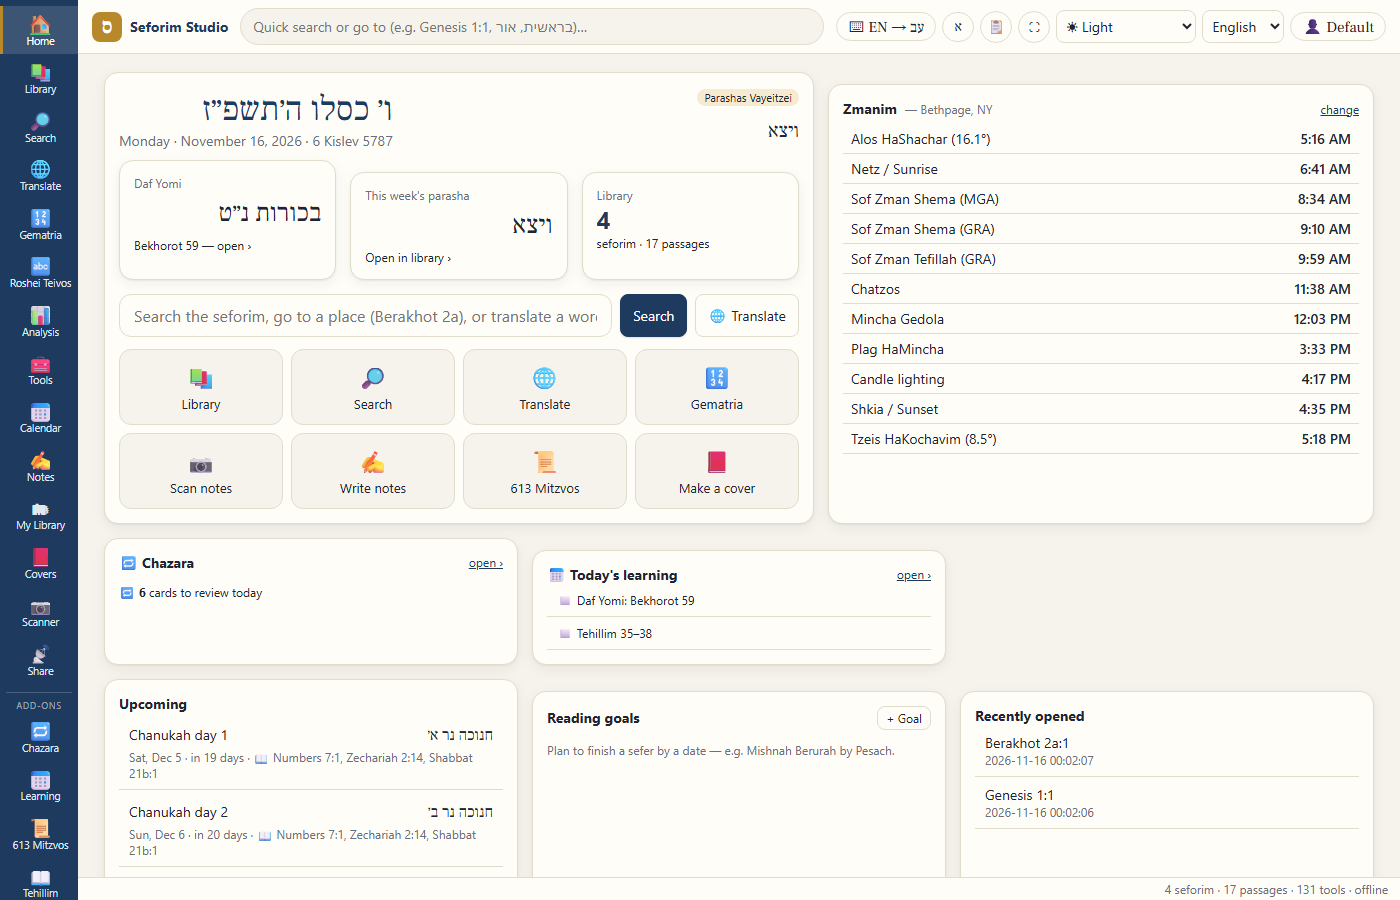 Home
Library
Search
Translate
Gematria
Roshei Teivos
Analysis
Tools
Calendar
Notes
My Library
Covers
Scanner
Share
ADD-ONS
Chazara
Learning
613 Mitzvos
Tehillim
ס
Seforim Studio
Quick search or go to (e.g. Genesis 1:1, בראשית, אור)...
EN → עב
א
Light
English
Default
ו׳ כסלו ה׳תשפ״ז
Monday · November 16, 2026 · 6 Kislev 5787
Parashas Vayeitzei
ויצא
Daf Yomi
בכורות נ״ט
Bekhorot 59 — open ›
This week's parasha
ויצא
Open in library ›
Library
4
seforim · 17 passages
Search the seforim, go to a place (Berakhot 2a), or translate a wor
Search
Translate
Library
Search
Translate
Gematria
Scan notes
Write notes
613 Mitzvos
Make a cover
Zmanim — Bethpage, NY change
Alos HaShachar (16.1°) 5:16 AM
Netz / Sunrise 6:41 AM
Sof Zman Shema (MGA) 8:34 AM
Sof Zman Shema (GRA) 9:10 AM
Sof Zman Tefillah (GRA) 9:59 AM
Chatzos 11:38 AM
Mincha Gedola 12:03 PM
Plag HaMincha 3:33 PM
Candle lighting 4:17 PM
Shkia / Sunset 4:35 PM
Tzeis HaKochavim (8.5°) 5:18 PM
Chazara open ›
6 cards to review today
Today's learning open ›
Daf Yomi: Bekhorot 59
Tehillim 35–38
Upcoming
Chanukah day 1 חנוכה נר א׳
Sat, Dec 5 · in 19 days · Numbers 7:1, Zechariah 2:14, Shabbat
21b:1
Chanukah day 2 חנוכה נר ב׳
Sun, Dec 6 · in 20 days · Numbers 7:1, Zechariah 2:14, Shabbat
21b:1
Reading goals + Goal
Plan to finish a sefer by a date — e.g. Mishnah Berurah by Pesach.
Recently opened
Berakhot 2a:1
2026-11-16 00:02:07
Genesis 1:1
2026-11-16 00:02:06
4 seforim · 17 passages · 131 tools · offline